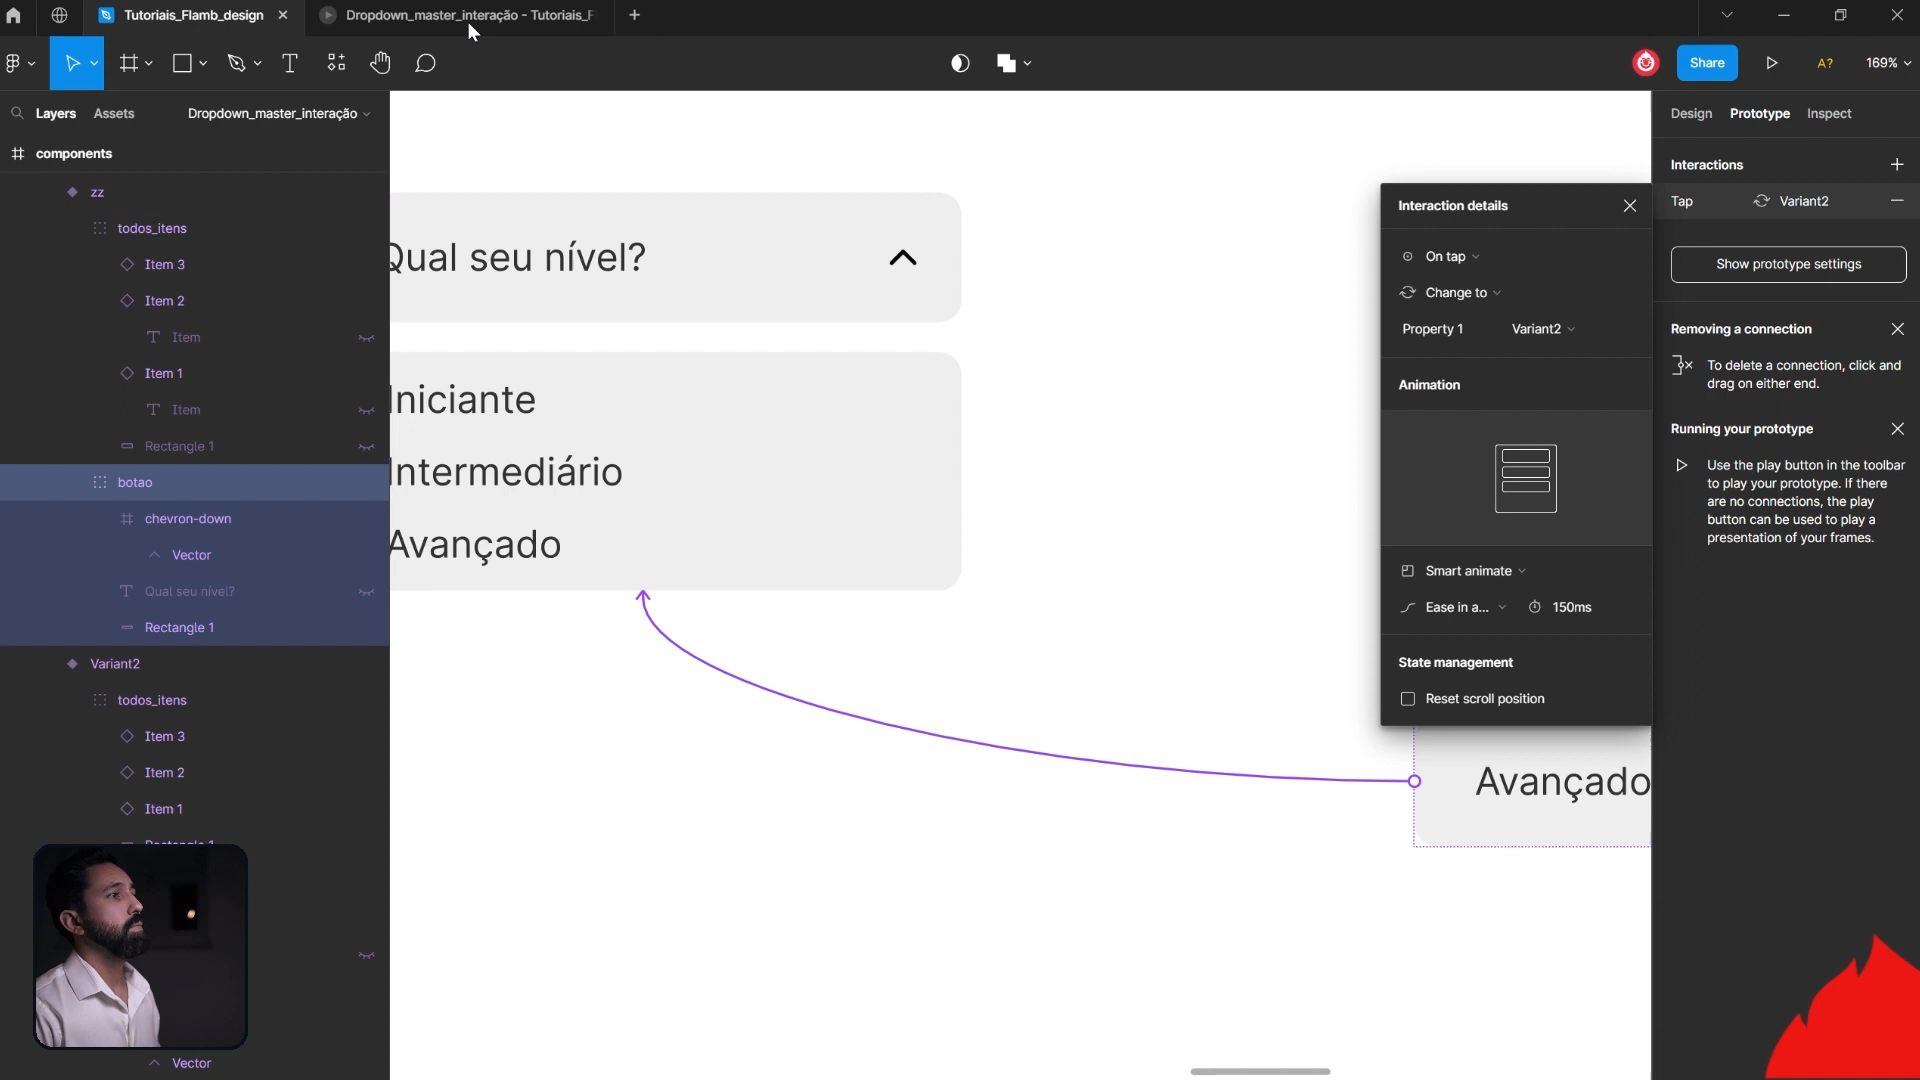 Tutoriais_Flamb_design
Dropdown_master_interação - Tutoriais_F
Share
A?
169%
Layers
Assets
Dropdown_master_interação
Design
Prototype
Inspect
components
zz
todos_itens
Item 3
Item 2
Item
Item 1
Item
Rectangle 1
botao
chevron-down
Vector
Qual seu nível?
Rectangle 1
Variant2
todos_itens
Item 3
Item 2
Item 1
Rectangle 1
Vector
Qual seu nível?
Iniciante
Intermediário
Avançado
Avançado
Interaction details
On tap
Change to
Property 1
Variant2
Animation
Smart animate
Ease in a...
150ms
State management
Reset scroll position
Interactions
Tap
Variant2
Show prototype settings
Removing a connection
To delete a connection, click and
drag on either end.
Running your prototype
Use the play button in the toolbar
to play your prototype. If there
are no connections, the play
button can be used to play a
presentation of your frames.